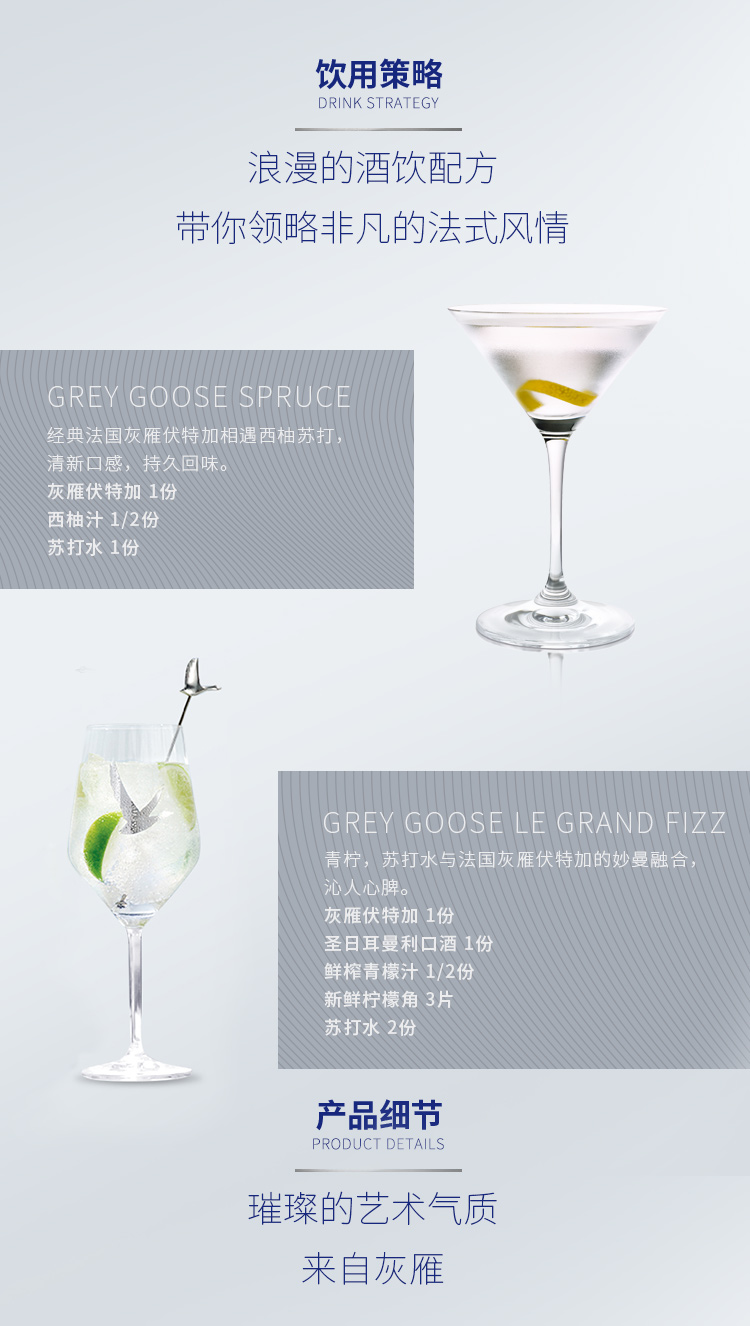 饮用策略
DRINK STRATEGY
浪漫的酒饮配方
带你领略非凡的法式风情
GREY GOOSE SPRUCE
经典法国灰雁伏特加相遇西柚苏打，
清新口感，持久回味。
灰雁伏特加 1份
西柚汁 1/2份
苏打水 1份
GREY GOOSE LE GRAND FIZZ
青柠，苏打水与法国灰雁伏特加的妙曼融合，
沁人心脾。
灰雁伏特加 1份
圣日耳曼利口酒 1份
鲜榨青檬汁 1/2份
新鲜柠檬角 3片
苏打水 2份
产品细节
PRODUCT DETAILS
璀璨的艺术气质
来自灰雁